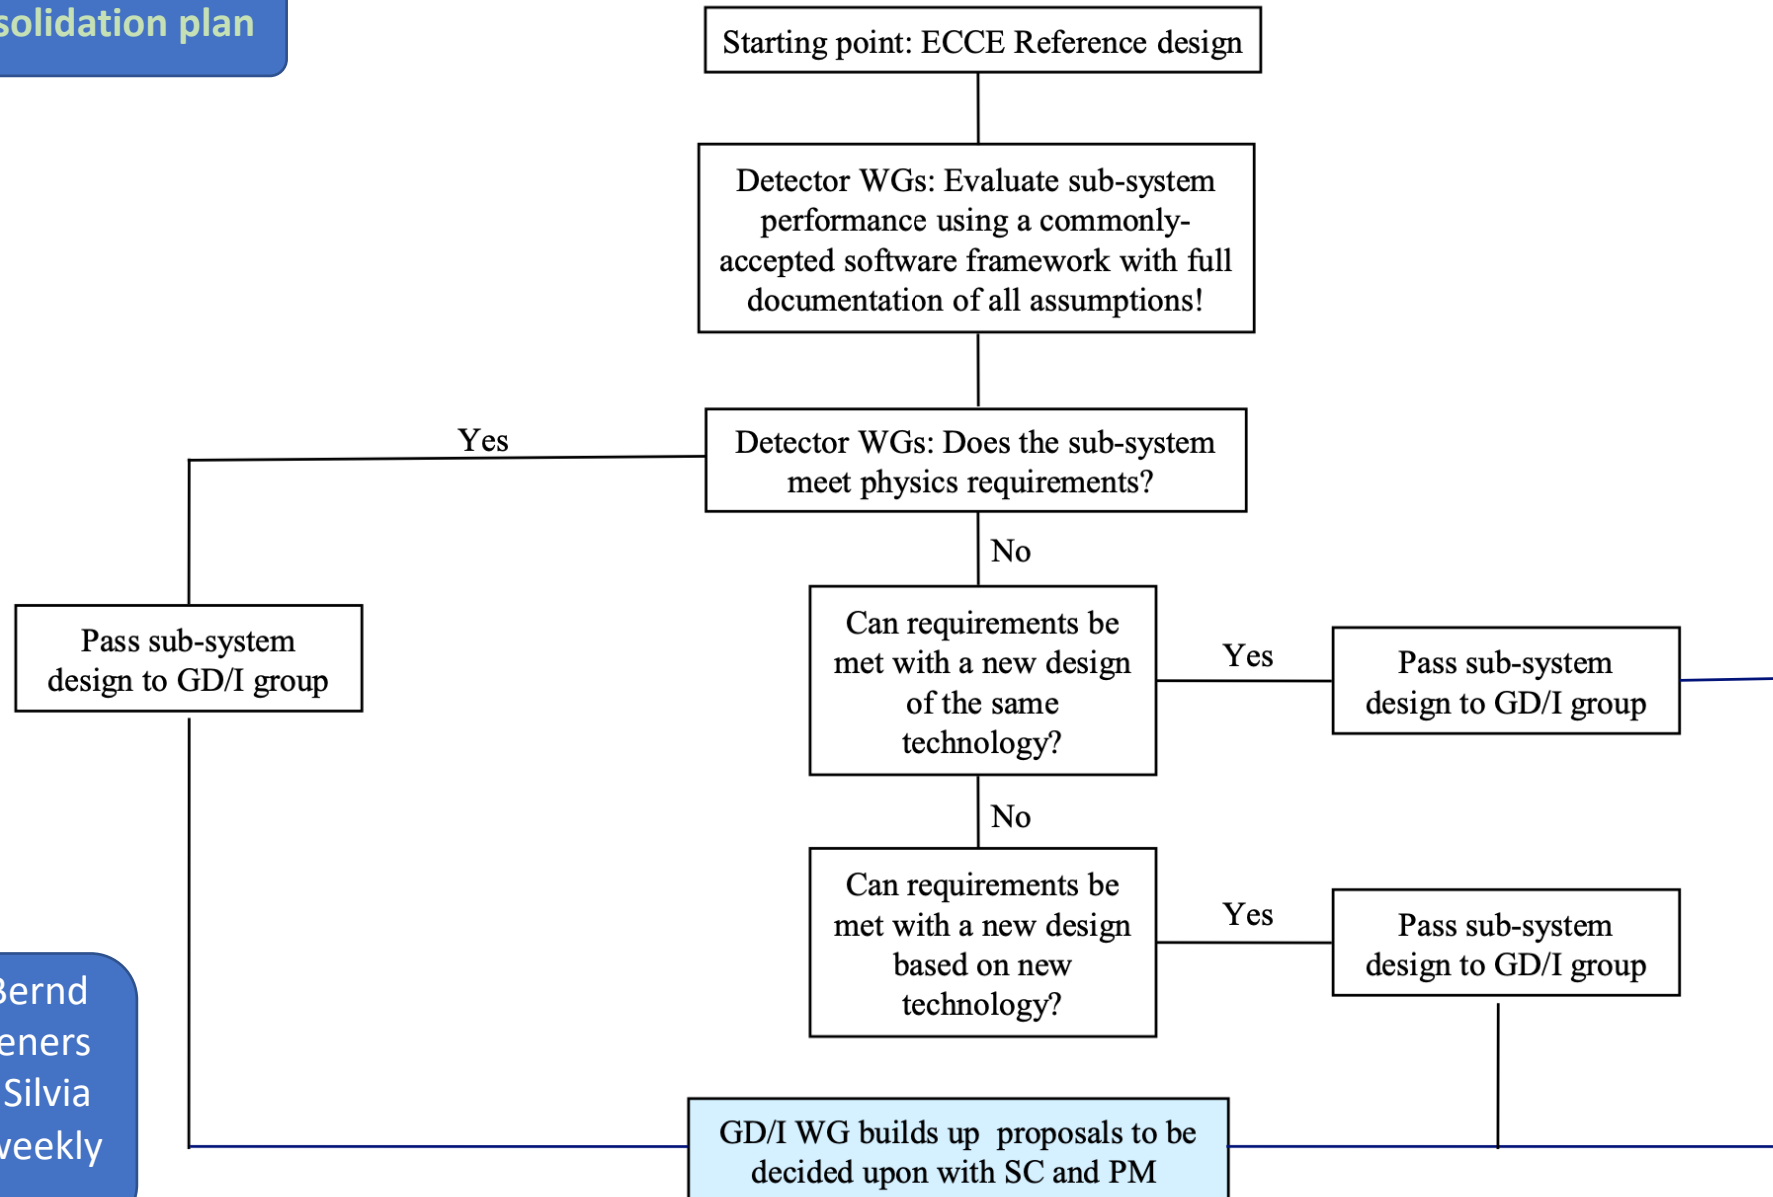 solidation plan
Starting point: ECCE Reference design
Detector WGs: Evaluate sub-system
performance using a commonly-
accepted software framework with full
documentation of all assumptions!
Yes
Detector WGs: Does the sub-system
meet physics requirements?
No
Pass sub-system
design to GD/I group
Can requirements be
met with a new design
of the same
technology?
Yes
Pass sub-system
design to GD/I group
No
Can requirements be
met with a new design
based on new
technology?
Yes
Pass sub-system
design to GD/I group
Bernd
eners
Silvia
weekly
GD/I WG builds up proposals to be
decided upon with SC and PM